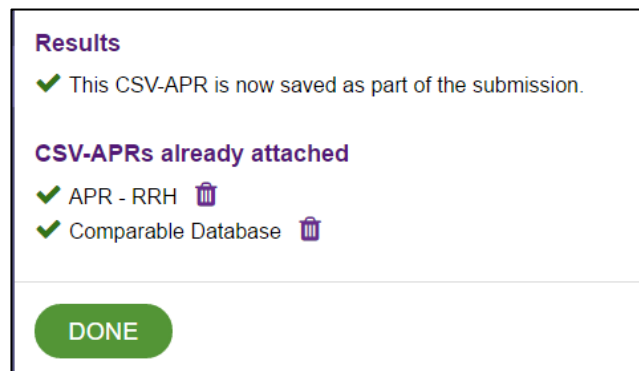 Results
This CSV-APR is now saved as part of the submission.
CSV-APRs already attached
APR - RRH
Comparable Database
DONE